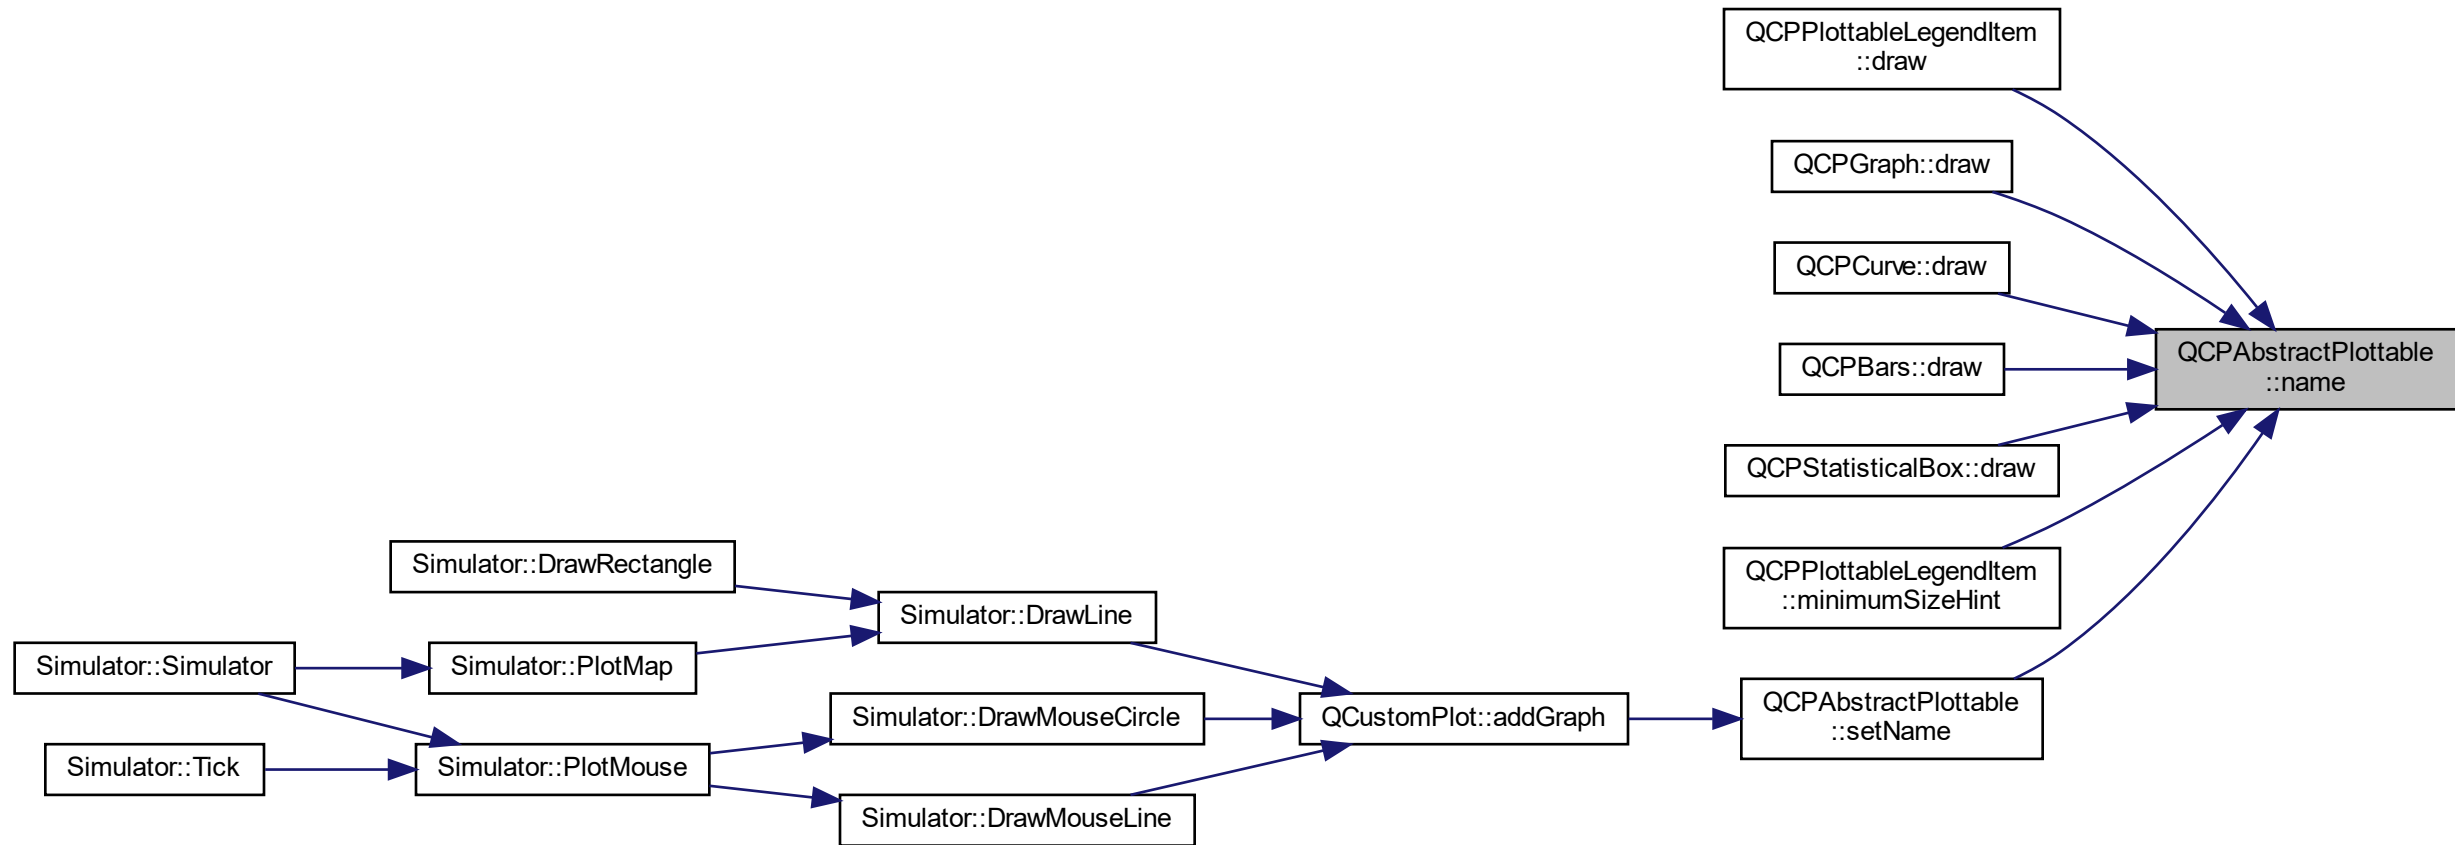 QCPPlottableLegendItem
::draw
QCPGraph::draw
QCPCurve::draw
QCPAbstractPlottable
::name
QCPBars::draw
QCPStatisticalBox::draw
QCPPlottableLegendItem
::minimumSizeHint
Simulator::DrawRectangle
Simulator::DrawLine
Simulator::Simulator
Simulator::PlotMap
Simulator::DrawMouseCircle
QCustomPlot::addGraph
QCPAbstractPlottable
::setName
Simulator::Tick
Simulator::PlotMouse
Simulator::DrawMouseLine